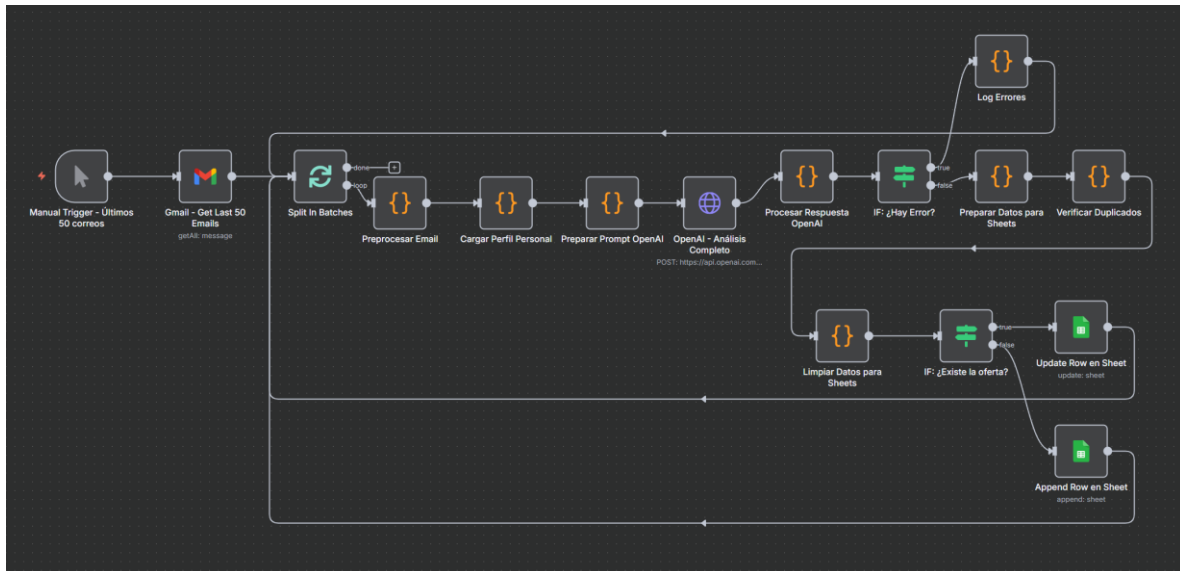 Log Errores
Manual Trigger - Últimos
50 correos
Gmail - Get Last 50
Emails
getAll: message
Split In Batches
done
loop
Preprocesar Email
Cargar Perfil Personal
Preparar Prompt OpenAI
OpenAI - Análisis
Completo
POST: https://api.openai.com...
Procesar Respuesta
OpenAI
IF: ¿Hay Error?
true
false
Preparar Datos para
Sheets
Verificar Duplicados
Limpiar Datos para
Sheets
IF: ¿Existe la oferta?
true
false
Update Row en Sheet
update: sheet
Append Row en Sheet
append: sheet